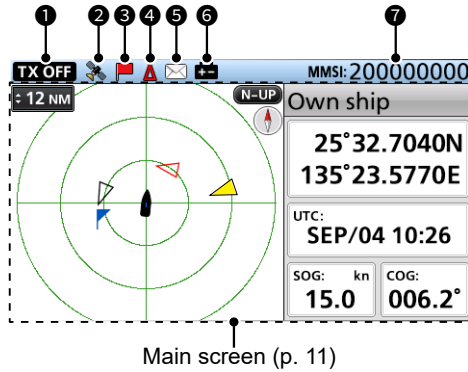 1 2 3 4 5 6 7
TX OFF MMSI: 200000000
12 NM N-UP Own ship
25°32.7040N
135°23.5770E
UTC:
SEP/04 10:26
SOG: kn COG:
15.0 006.2°
Main screen (p. 11)